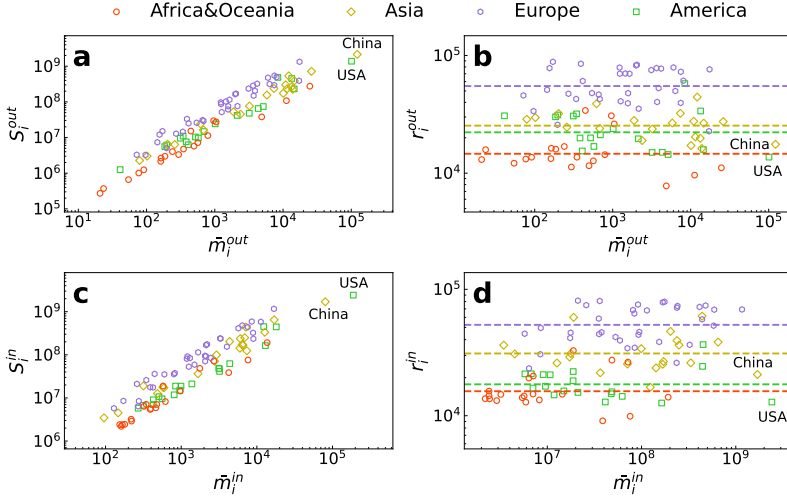 Africa&Oceania Asia Europe America
a
China
USA
S_i^out
10^9
10^8
10^7
10^6
10^5
10^1 10^2 10^3 10^4 10^5
m̄_i^out
b
China
USA
r_i^out
10^5
10^4
10^2 10^3 10^4 10^5
m̄_i^out
c
USA
China
S_i^in
10^9
10^8
10^7
10^6
10^2 10^3 10^4 10^5
m̄_i^in
d
China
USA
r_i^in
10^5
10^4
10^7 10^8 10^9
m̄_i^in